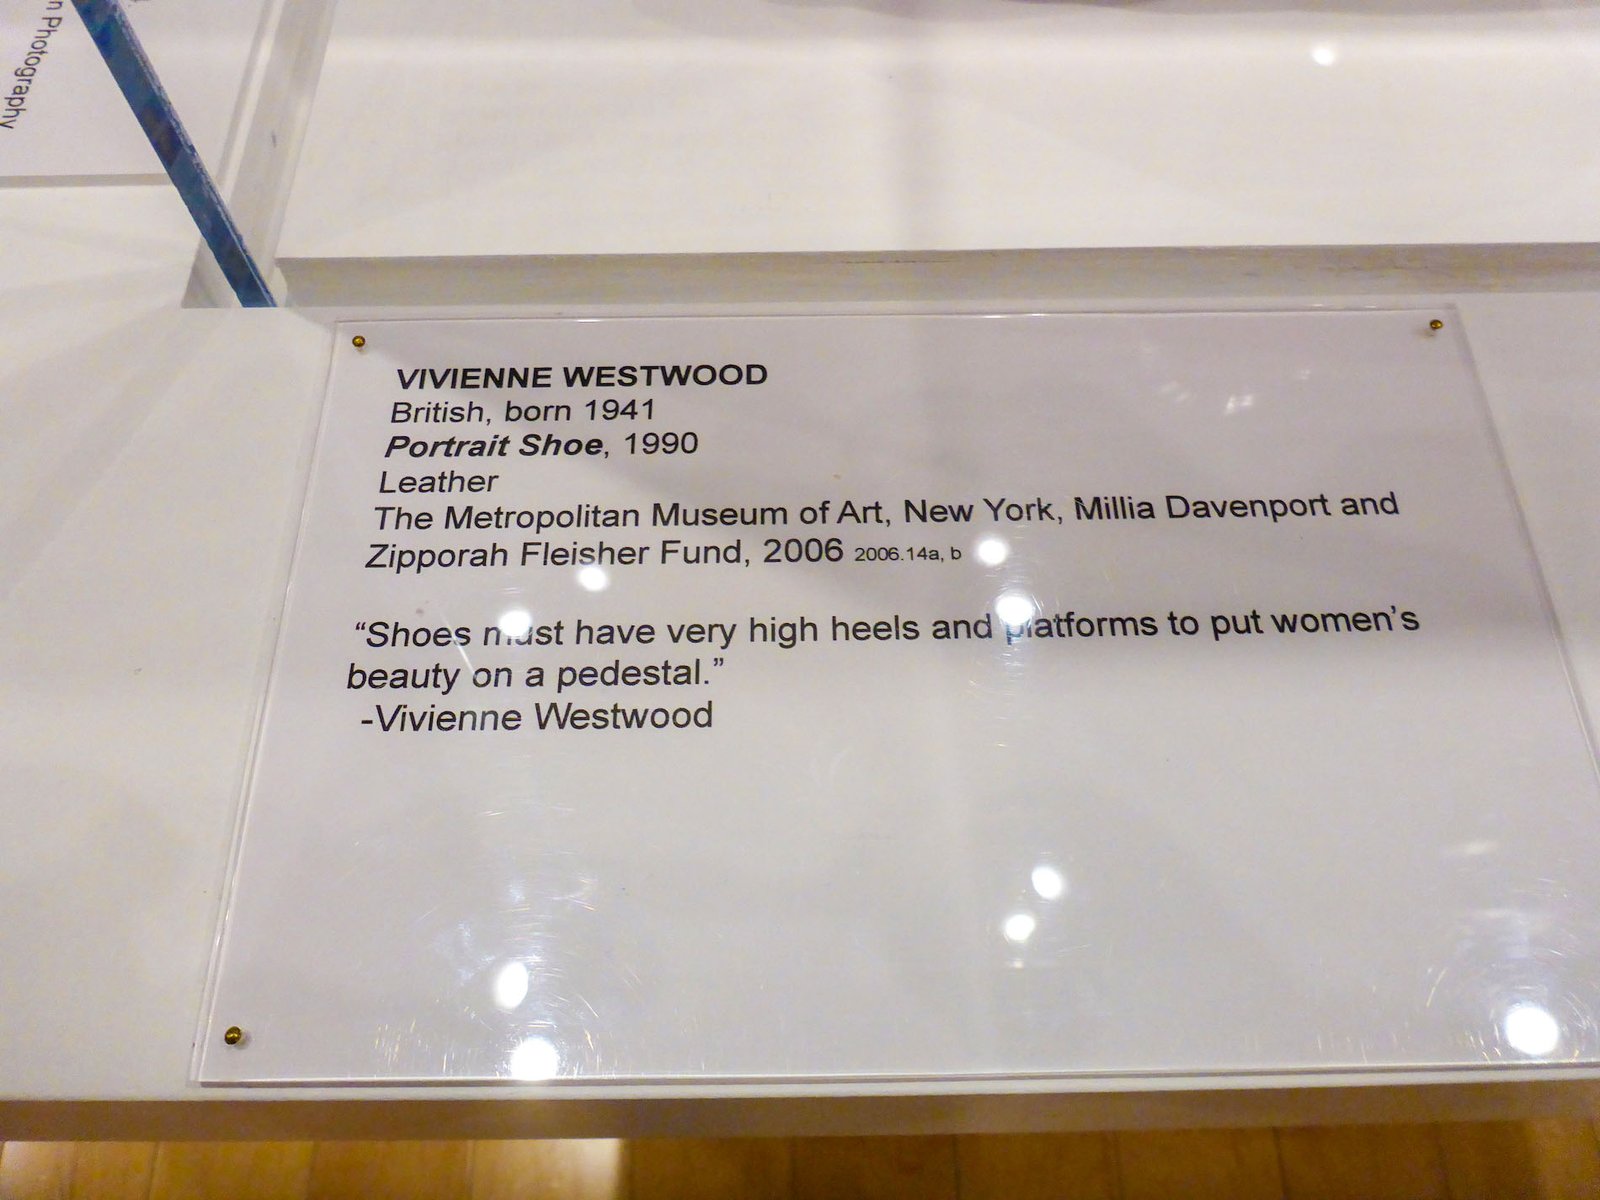 n Photography
VIVIENNE WESTWOOD
British, born 1941
Portrait Shoe, 1990
Leather
The Metropolitan Museum of Art, New York, Millia Davenport and
Zipporah Fleisher Fund, 2006 2006.14a, b
“Shoes must have very high heels and platforms to put women’s
beauty on a pedestal.”
-Vivienne Westwood